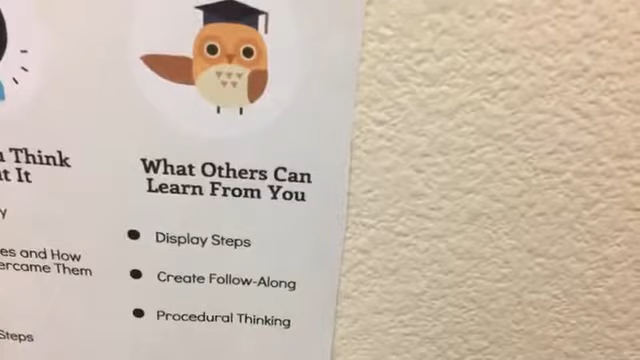 Think
t It
y
es and How
ercame Them
Steps
What Others Can
Learn From You
Display Steps
Create Follow-Along
Procedural Thinking